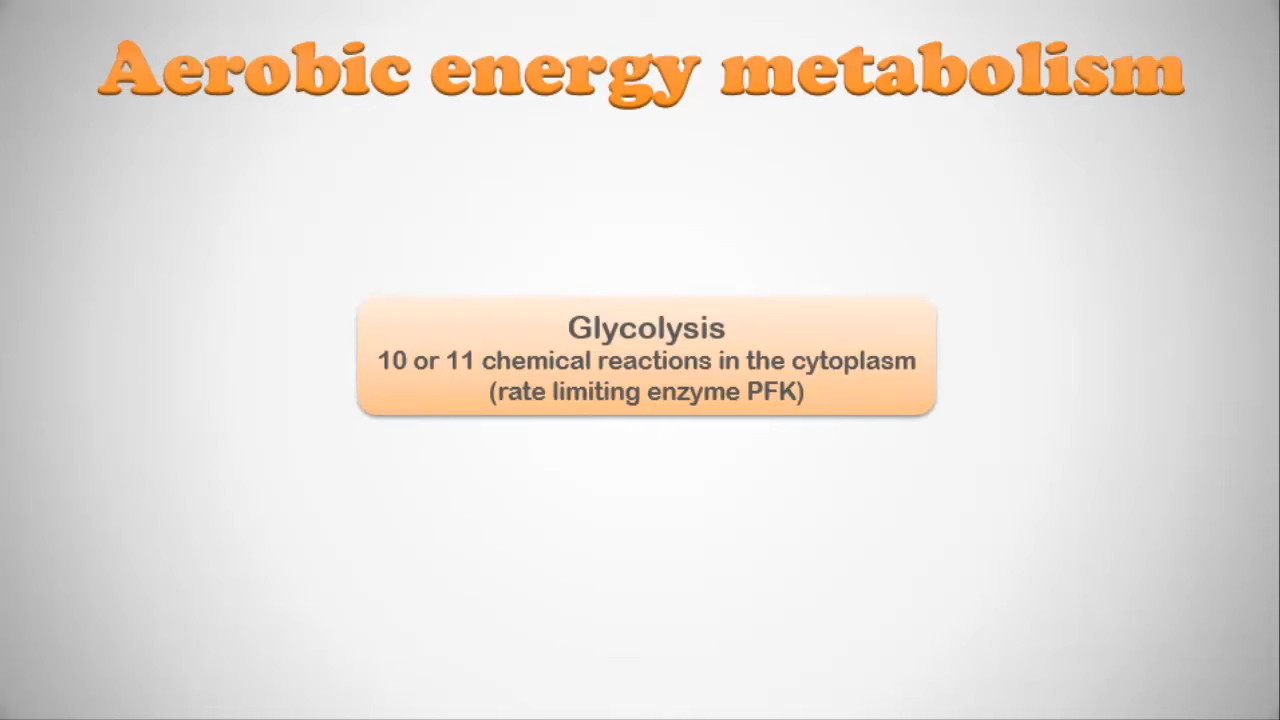 Aerobic energy metabolism
Glycolysis
10 or 11 chemical reactions in the cytoplasm
(rate limiting enzyme PFK)